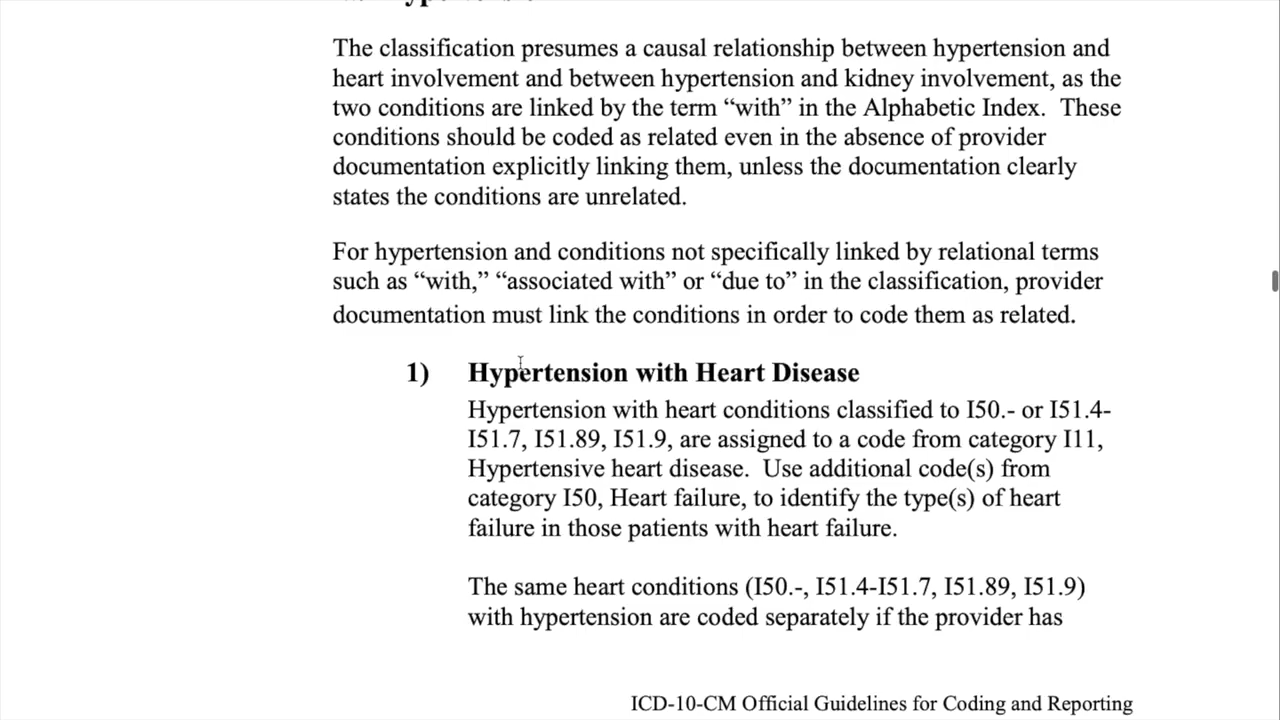 The classification presumes a causal relationship between hypertension and
heart involvement and between hypertension and kidney involvement, as the
two conditions are linked by the term “with” in the Alphabetic Index.  These
conditions should be coded as related even in the absence of provider
documentation explicitly linking them, unless the documentation clearly
states the conditions are unrelated.
For hypertension and conditions not specifically linked by relational terms
such as “with,” “associated with” or “due to” in the classification, provider
documentation must link the conditions in order to code them as related.
1) Hypertension with Heart Disease
Hypertension with heart conditions classified to I50.- or I51.4-
I51.7, I51.89, I51.9, are assigned to a code from category I11,
Hypertensive heart disease.  Use additional code(s) from
category I50, Heart failure, to identify the type(s) of heart
failure in those patients with heart failure.
The same heart conditions (I50.-, I51.4-I51.7, I51.89, I51.9)
with hypertension are coded separately if the provider has
ICD-10-CM Official Guidelines for Coding and Reporting